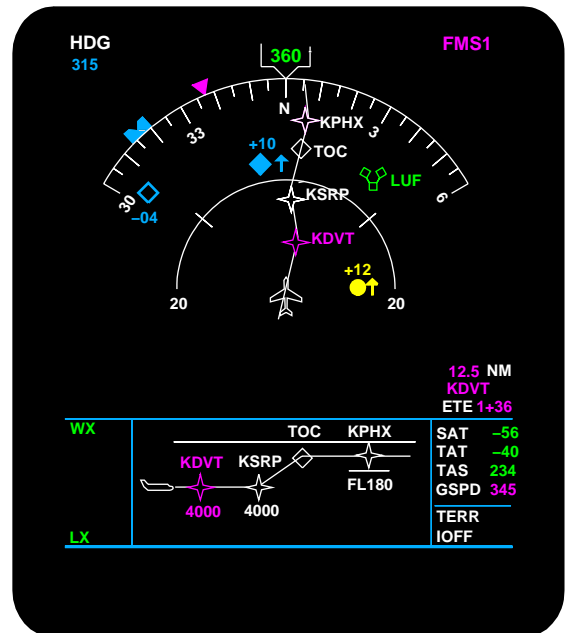 HDG
FMS1
315
360
N
KPHX
3
33
+10
TOC
LUF
30
–04
KSRP
6
KDVT
+12
20
20
12.5 NM
KDVT
ETE 1+36
WX
TOC KPHX
SAT –56
KDVT KSRP
TAT –40
TAS 234
FL180
GSPD 345
4000 4000
TERR
LX
IOFF